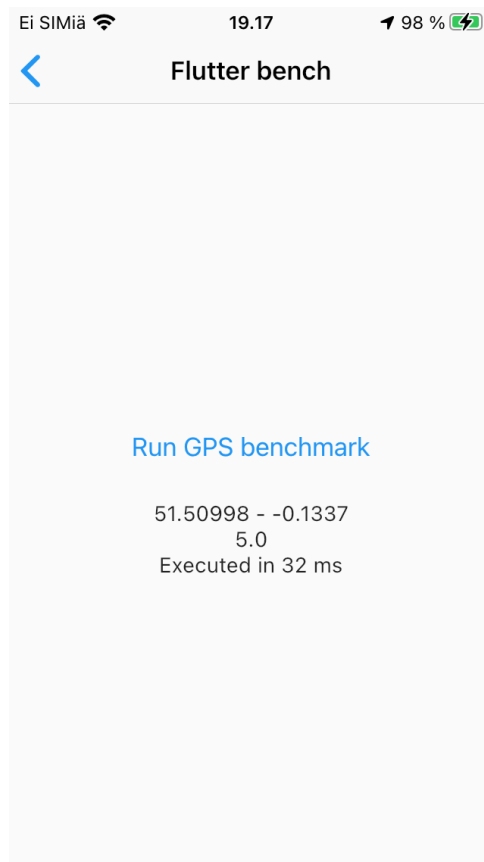 Ei SIMiä 19.17 98 %
Flutter bench
Run GPS benchmark
51.50998 - -0.1337
5.0
Executed in 32 ms